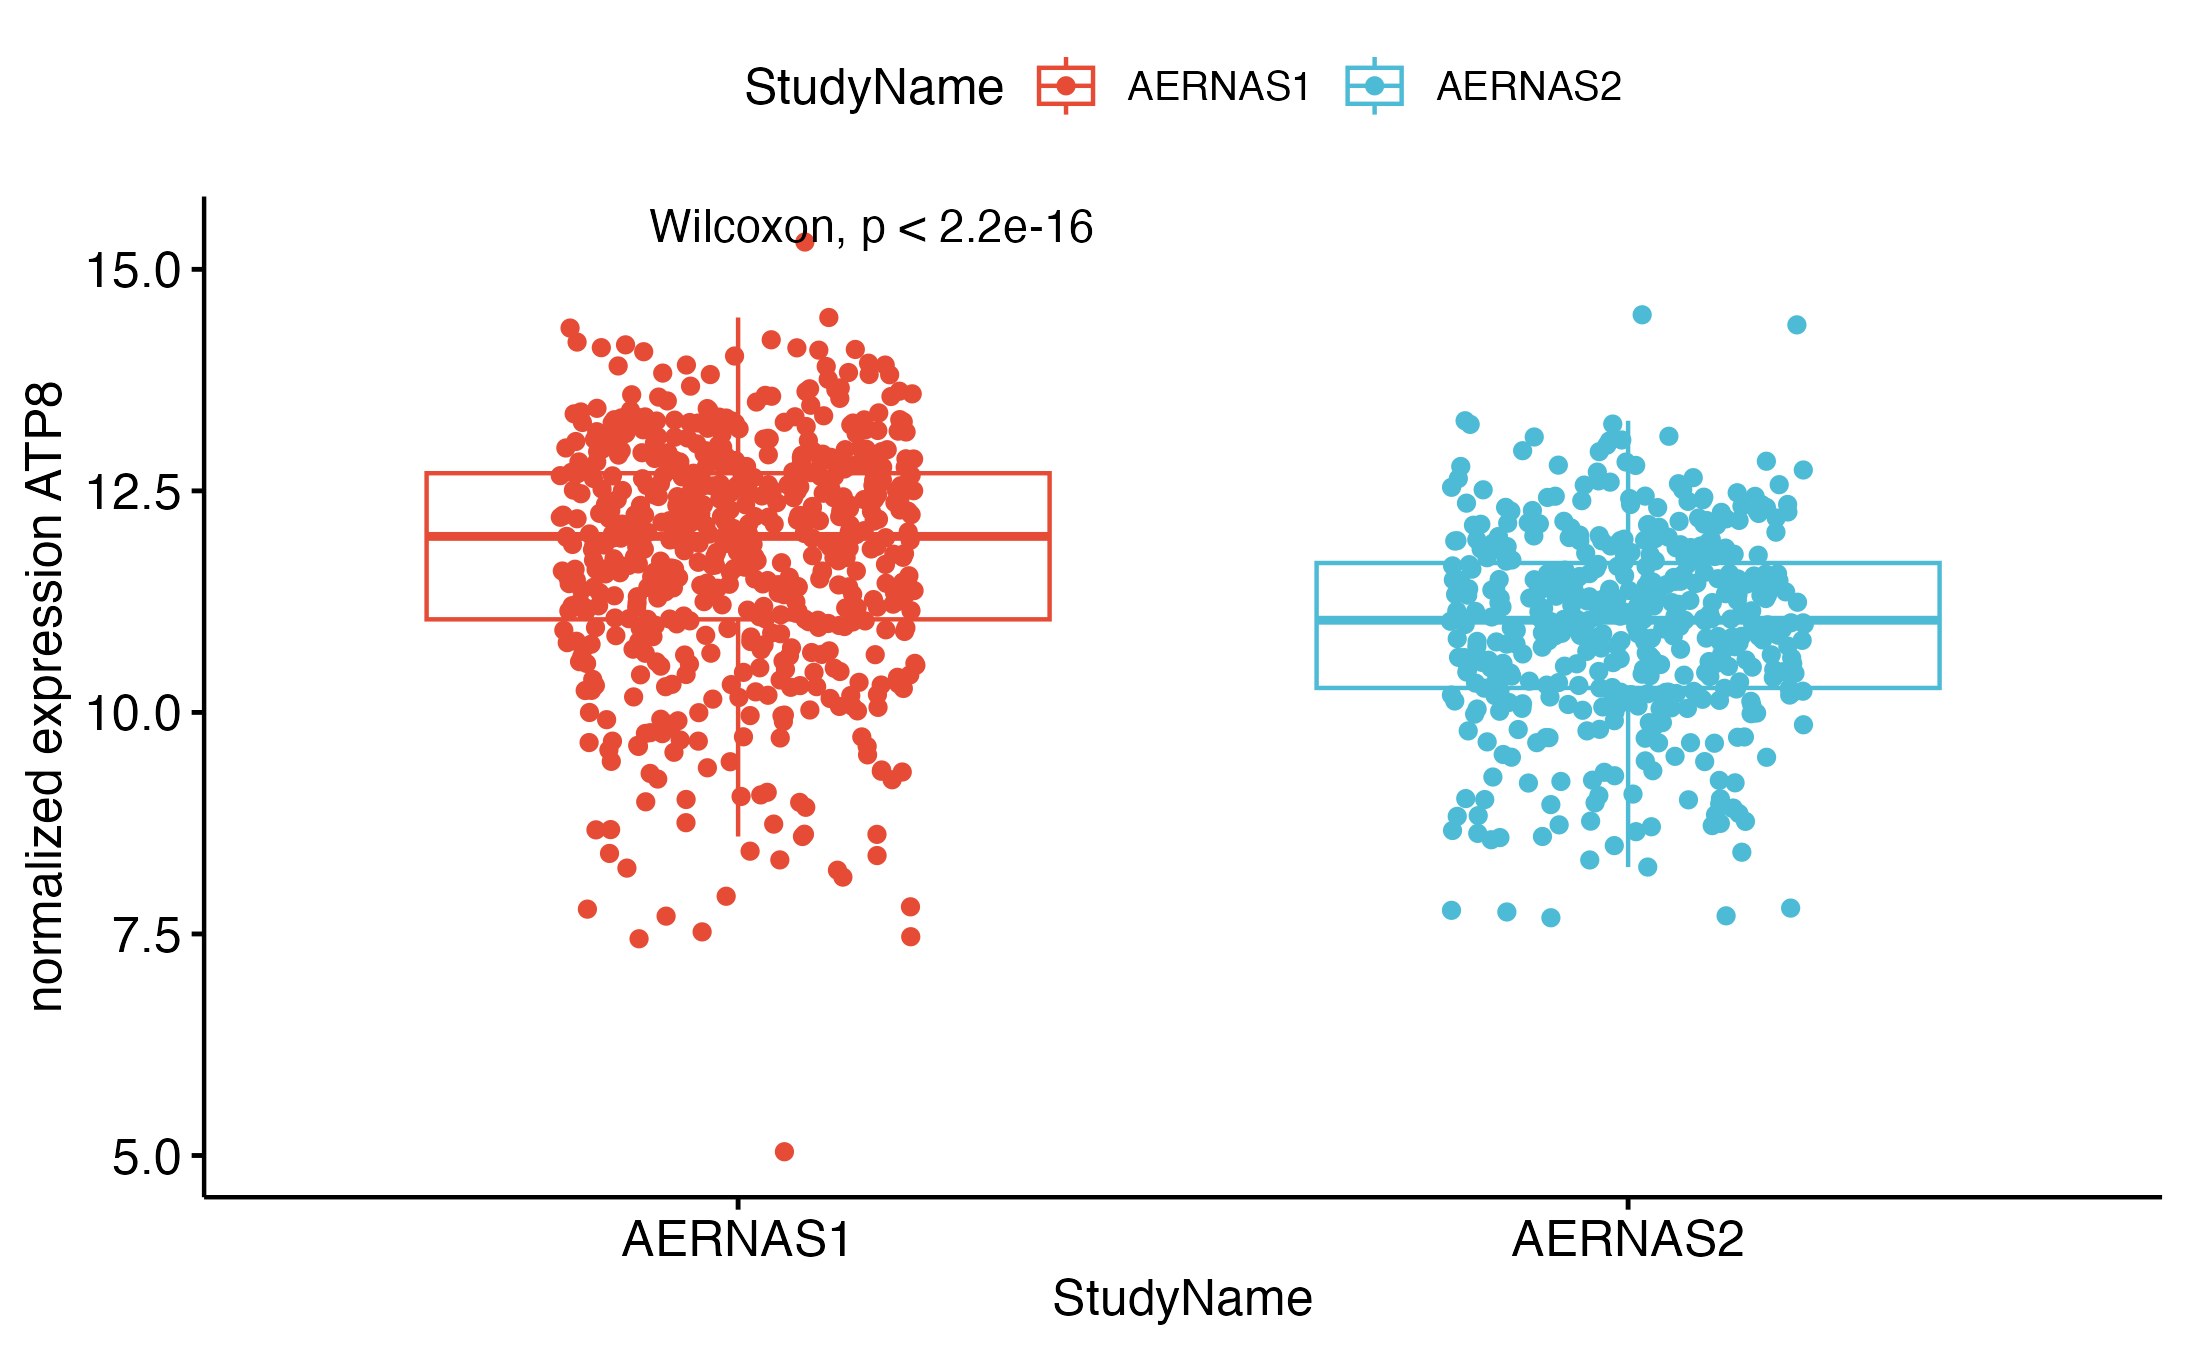 StudyName AERNAS1 AERNAS2
Wilcoxon, p < 2.2e-16
normalized expression ATP8
15.0
12.5
10.0
7.5
5.0
AERNAS1 AERNAS2
StudyName